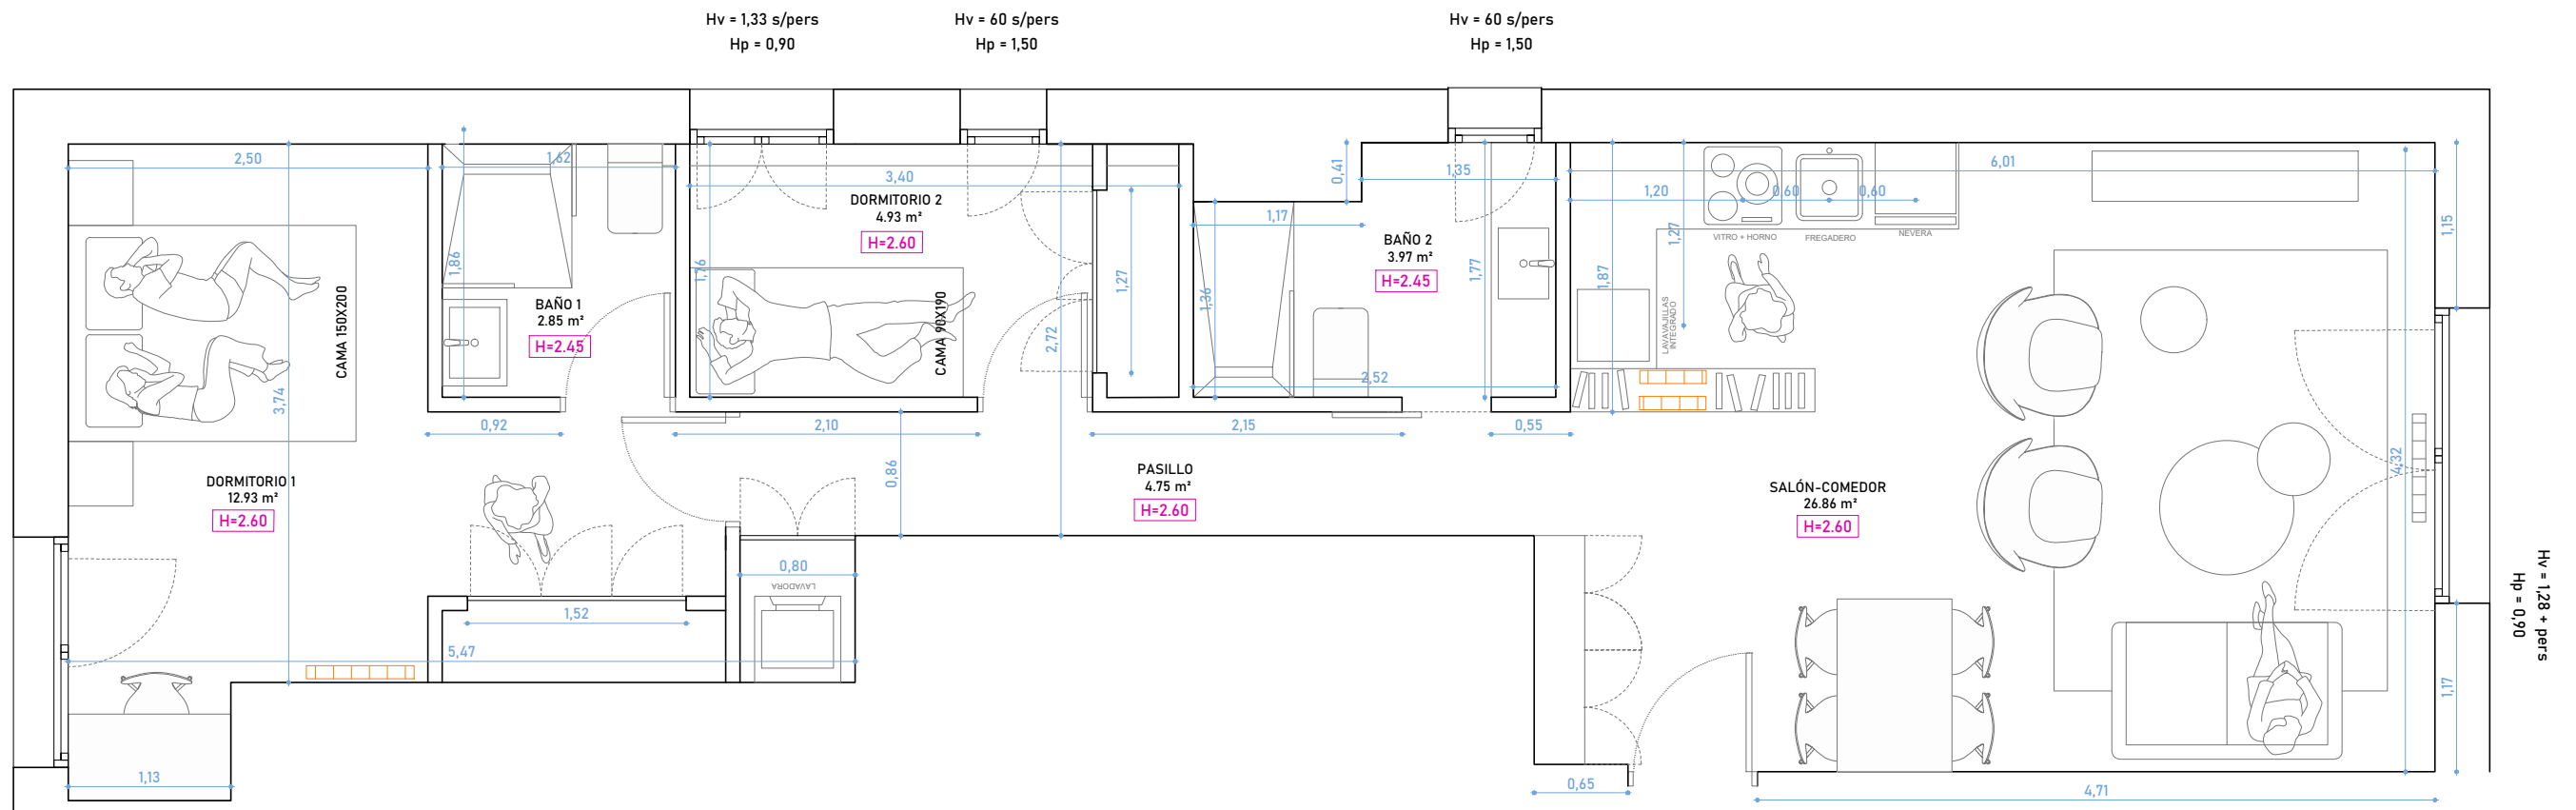 Hv = 1,33 s/pers
Hp = 0,90
Hv = 60 s/pers
Hp = 1,50
Hv = 60 s/pers
Hp = 1,50
2,50
1,62
3,40
DORMITORIO 2
4.93 m²
H=2.60
0,41
1,35
6,01
1,20
0,60
0,60
1,17
1,27
VITRO + HORNO
FREGADERO
NEVERA
1,15
BAÑO 2
3.97 m²
H=2.45
1,86
1,76
1,27
1,36
1,77
1,87
BAÑO 1
2.85 m²
H=2.45
CAMA 150X200
CAMA 90X190
LAVAVAJILLAS
INTEGRADO
2,72
3,74
2,52
0,92
2,10
2,15
0,55
0,86
4,32
DORMITORIO 1
12.93 m²
H=2.60
PASILLO
4.75 m²
H=2.60
SALÓN-COMEDOR
26.86 m²
H=2.60
0,80
LAVADORA
1,52
5,47
Hv = 1,28 + pers
Hp = 0,90
1,17
1,13
0,65
4,71